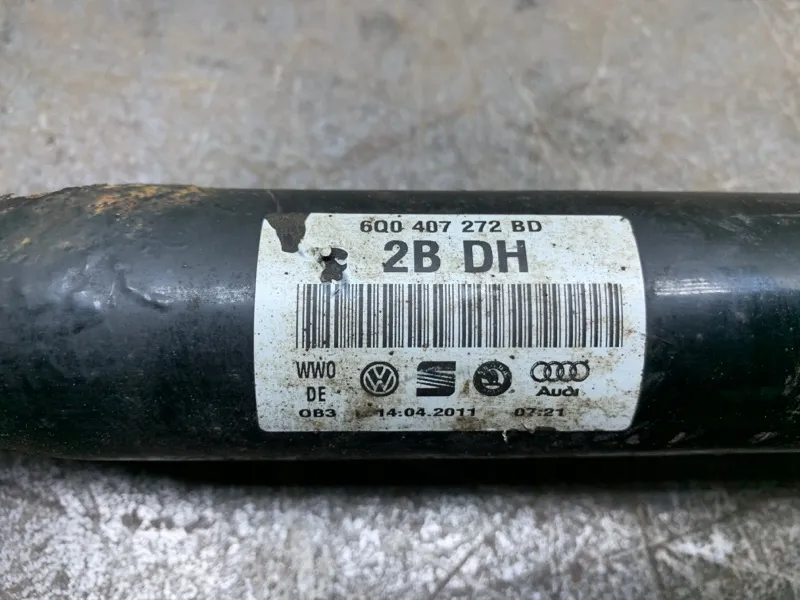 6Q0 407 272 BD
2B DH
WWO
DE
Audi
OB3 14.04.2011 07:21